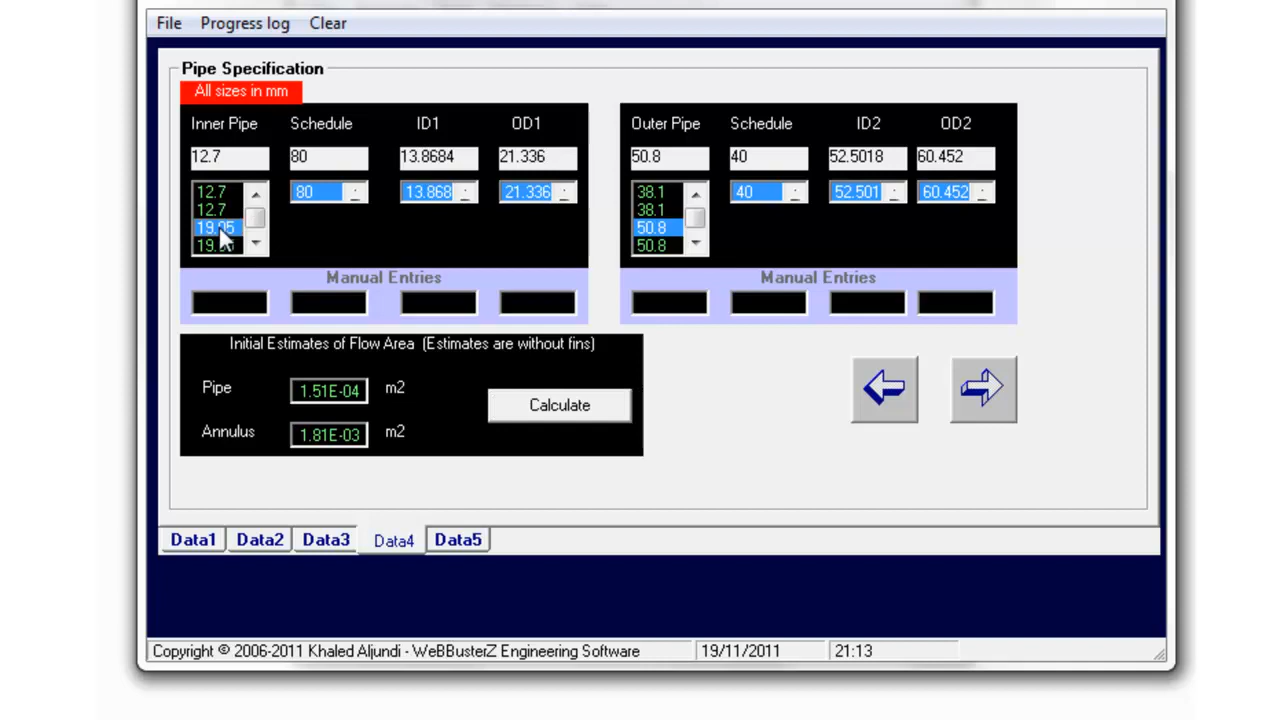 File Progress log Clear
Pipe Specification
All sizes in mm
Inner Pipe Schedule ID1 OD1
12.7 80 13.8684 21.336
12.7 80 13.868 21.336
12.7
19.05
Manual Entries
Outer Pipe Schedule ID2 OD2
50.8 40 52.5018 60.452
38.1 40 52.501 60.452
38.1
50.8
50.8
Manual Entries
Initial Estimates of Flow Area (Estimates are without fins)
Pipe 1.51E-04 m2
Calculate
Annulus 1.81E-03 m2
Data1 Data2 Data3 Data4 Data5
Copyright © 2006-2011 Khaled Aljundi - WeBBusterZ Engineering Software 19/11/2011 21:13